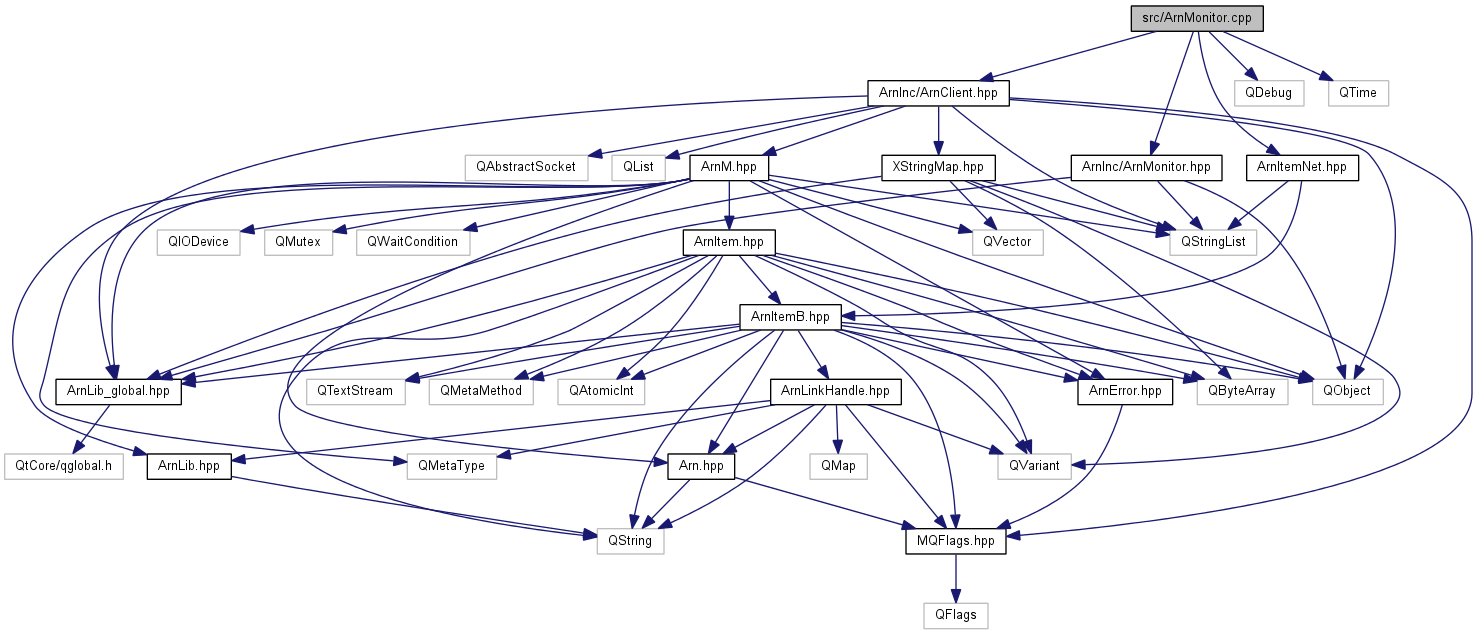 src/ArnMonitor.cpp
ArnInc/ArnClient.hpp
QDebug
QTime
QAbstractSocket
QList
ArnM.hpp
XStringMap.hpp
ArnInc/ArnMonitor.hpp
ArnItemNet.hpp
QIODevice
QMutex
QWaitCondition
ArnItem.hpp
QVector
QStringList
ArnItemB.hpp
ArnLib_global.hpp
QTextStream
QMetaMethod
QAtomicInt
ArnLinkHandle.hpp
ArnError.hpp
QByteArray
QObject
QtCore/qglobal.h
ArnLib.hpp
QMetaType
Arn.hpp
QMap
QVariant
QString
MQFlags.hpp
QFlags